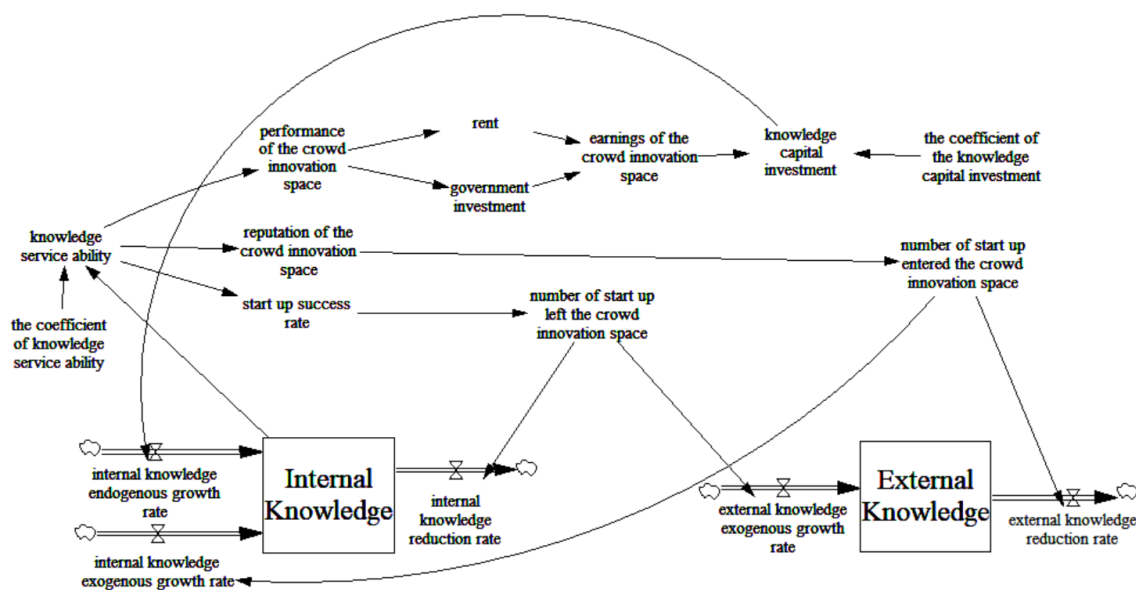 performance
of the crowd
innovation
space
rent
government
investment
earnings of the
crowd innovation
space
knowledge
capital
investment
the coefficient of
the knowledge
capital investment
knowledge
service ability
reputation of the
crowd innovation
space
number of start up
entered the crowd
innovation space
start up success
rate
number of start up
left the crowd
innovation space
the coefficient
of knowledge
service ability
internal knowledge
endogenous growth
rate
Internal
Knowledge
internal
knowledge
reduction rate
internal knowledge
exogenous growth rate
external knowledge
exogenous growth
rate
External
Knowledge
external knowledge
reduction rate